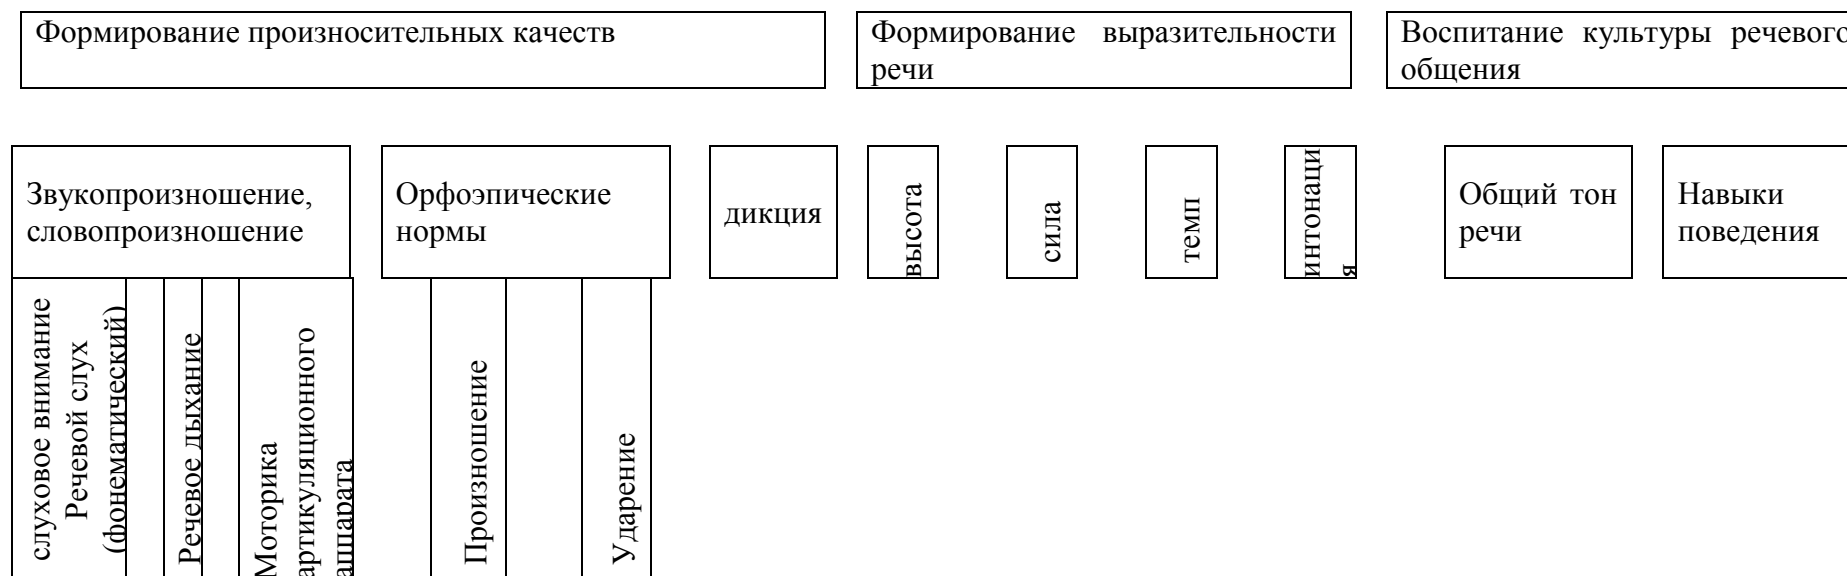 Формирование произносительных качеств
Формирование выразительности
речи
Воспитание культуры речевого
общения
Звукопроизношение,
словопроизношение
Орфоэпические
нормы
дикция
высота
сила
темп
интонаци
я
Общий тон
речи
Навыки
поведения
слуховое внимание
Речевой слух
(фонематический)
Речевое дыхание
Моторика
артикуляционного
аппарата
Произношение
Ударение